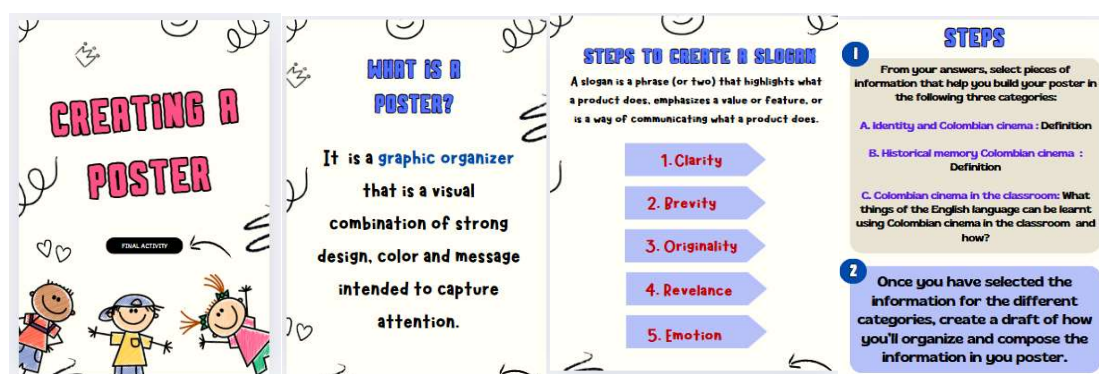 CREATING A
POSTER
FINAL ACTIVITY
WHAT IS A
POSTER?
It is a graphic organizer
that is a visual
combination of strong
design, color and message
intended to capture
attention.
STEPS TO CREATE A SLOGAN
A slogan is a phrase (or two) that highlights what
a product does, emphasizes a value or feature, or
is a way of communicating what a product does.
1. Clarity
2. Brevity
3. Originality
4. Revelance
5. Emotion
STEPS
1
From your answers, select pieces of
information that help you build your poster in
the following three categories:
A. Identity and Colombian cinema : Definition
B. Historical memory Colombian cinema :
Definition
C. Colombian cinema in the classroom: What
things of the English language can be learnt
using Colombian cinema in the classroom and
how?
2
Once you have selected the
information for the different
categories, create a draft of how
you'll organize and compose the
information in you poster.